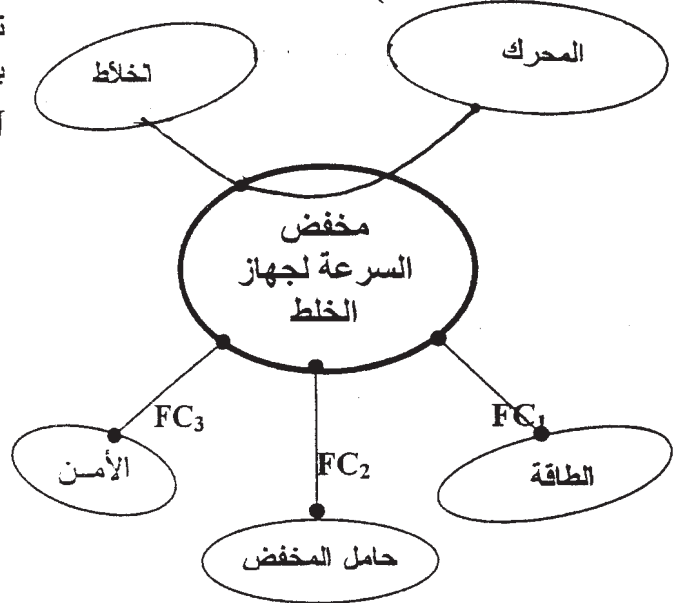 المحرك
الخلاط
مخفض
السرعة لجهاز
الخلط
FC₃
FC₁
FC₂
الأمن
الطاقة
حامل المخفض